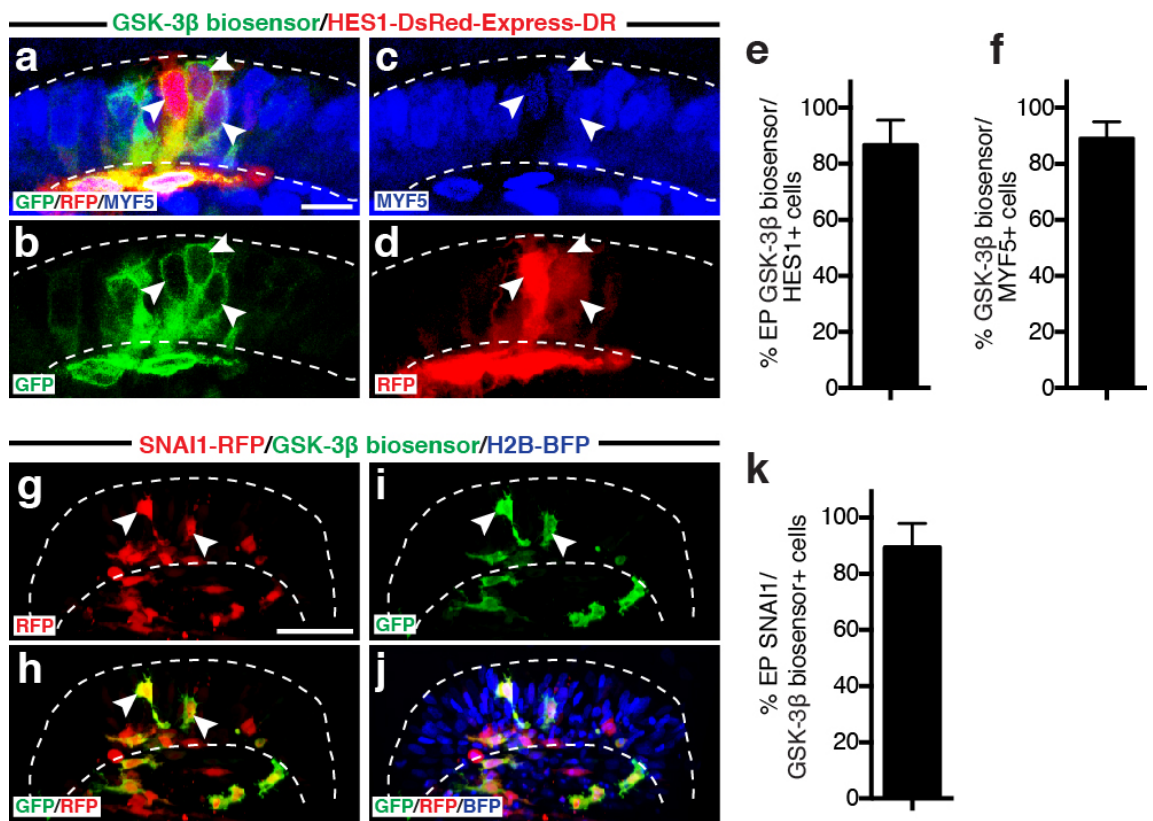 GSK-3β biosensor/HES1-DsRed-Express-DR
a
GFP/RFP/MYF5
c
MYF5
b
GFP
d
RFP
e
% EP GSK-3β biosensor/
HES1+ cells
100
80
60
40
20
0
f
% GSK-3β biosensor/
MYF5+ cells
100
80
60
40
20
0
SNAI1-RFP/GSK-3β biosensor/H2B-BFP
g
RFP
i
GFP
h
GFP/RFP
j
GFP/RFP/BFP
k
% EP SNAI1/
GSK-3β biosensor+ cells
100
80
60
40
20
0